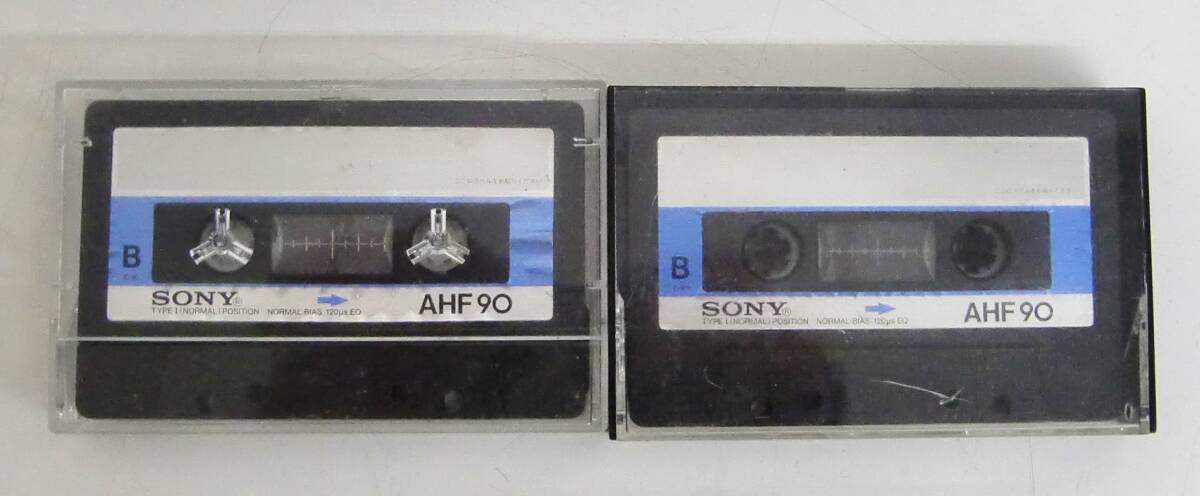 B
SONY®
AHF 90
TYPE I (NORMAL) POSITION NORMAL BIAS 120μs EQ
B
SONY®
AHF 90
TYPE I (NORMAL) POSITION NORMAL BIAS 120μs EQ